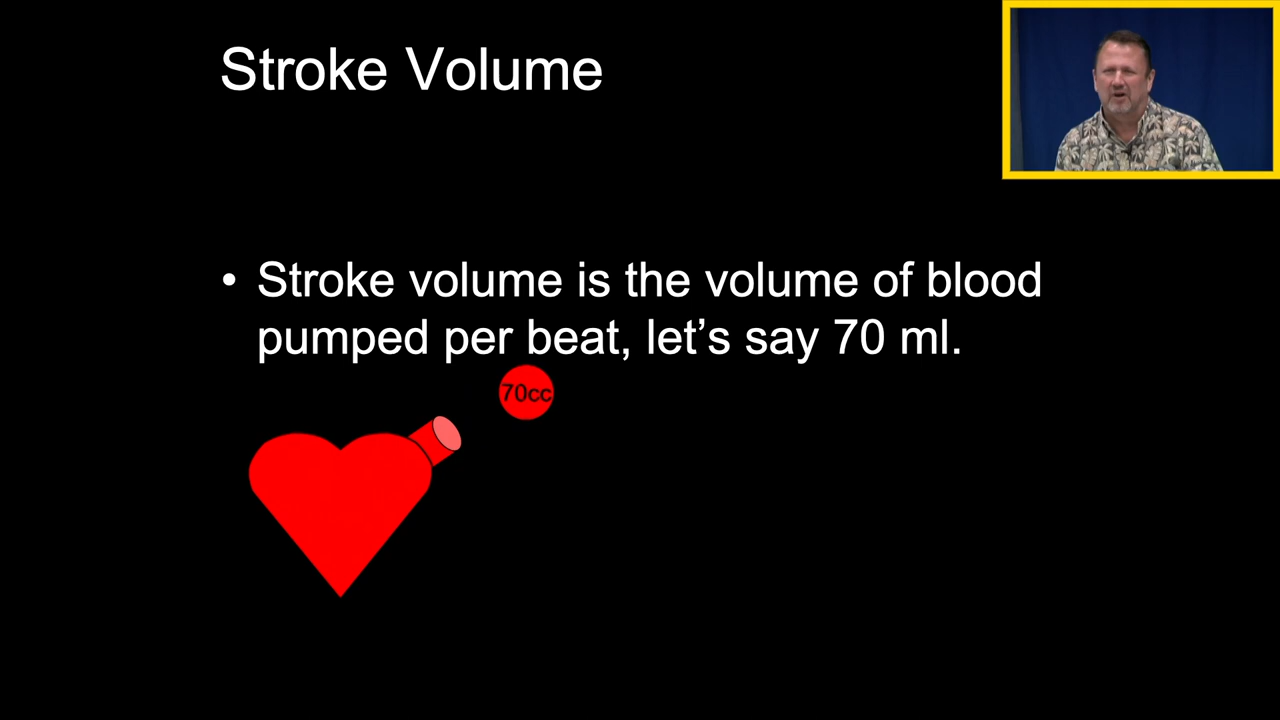 Stroke Volume
• Stroke volume is the volume of blood
pumped per beat, let’s say 70 ml.
70cc